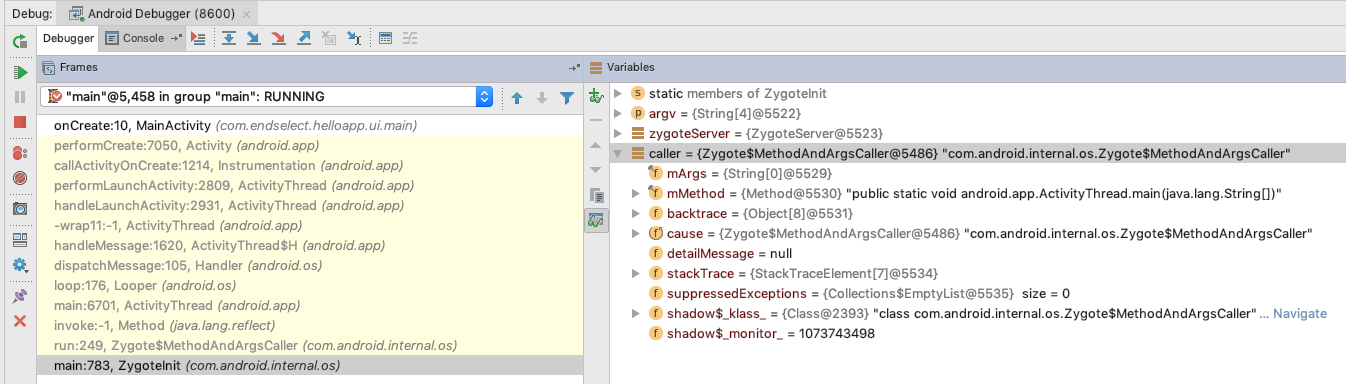 Debug: Android Debugger (8600)
Debugger Console
Frames
"main"@5,458 in group "main": RUNNING
onCreate:10, MainActivity (com.endselect.helloapp.ui.main)
performCreate:7050, Activity (android.app)
callActivityOnCreate:1214, Instrumentation (android.app)
performLaunchActivity:2809, ActivityThread (android.app)
handleLaunchActivity:2931, ActivityThread (android.app)
-wrap11:-1, ActivityThread (android.app)
handleMessage:1620, ActivityThread$H (android.app)
dispatchMessage:105, Handler (android.os)
loop:176, Looper (android.os)
main:6701, ActivityThread (android.app)
invoke:-1, Method (java.lang.reflect)
run:249, Zygote$MethodAndArgsCaller (com.android.internal.os)
main:783, ZygoteInit (com.android.internal.os)
Variables
s static members of ZygoteInit
p argv = {String[4]@5522}
zygoteServer = {ZygoteServer@5523}
caller = {Zygote$MethodAndArgsCaller@5486} "com.android.internal.os.Zygote$MethodAndArgsCaller"
f mArgs = {String[0]@5529}
f mMethod = {Method@5530} "public static void android.app.ActivityThread.main(java.lang.String[])"
f backtrace = {Object[8]@5531}
f cause = {Zygote$MethodAndArgsCaller@5486} "com.android.internal.os.Zygote$MethodAndArgsCaller"
f detailMessage = null
f stackTrace = {StackTraceElement[7]@5534}
f suppressedExceptions = {Collections$EmptyList@5535} size = 0
f shadow$_klass_ = {Class@2393} "class com.android.internal.os.Zygote$MethodAndArgsCaller" ... Navigate
f shadow$_monitor_ = 1073743498